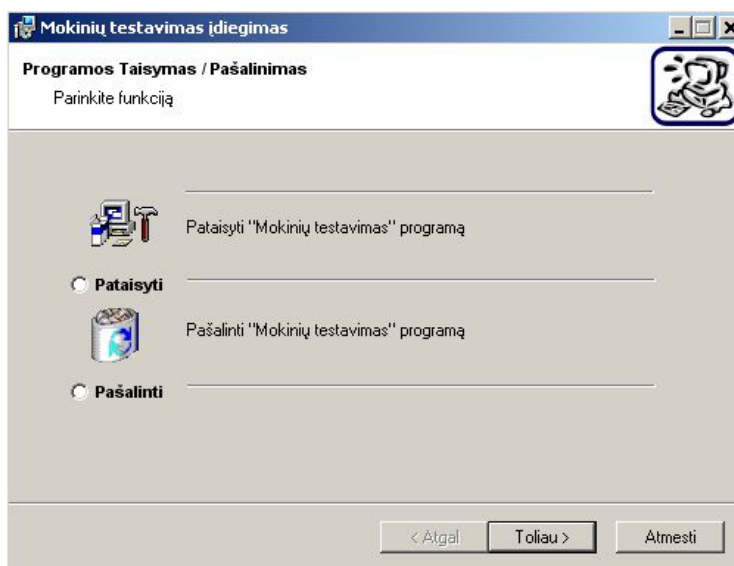 Mokinių testavimas įdiegimas
Programos Taisymas / Pašalinimas
Parinkite funkciją
Pataisyti "Mokinių testavimas" programą
Pataisyti
Pašalinti "Mokinių testavimas" programą
Pašalinti
< Atgal
Toliau >
Atmesti